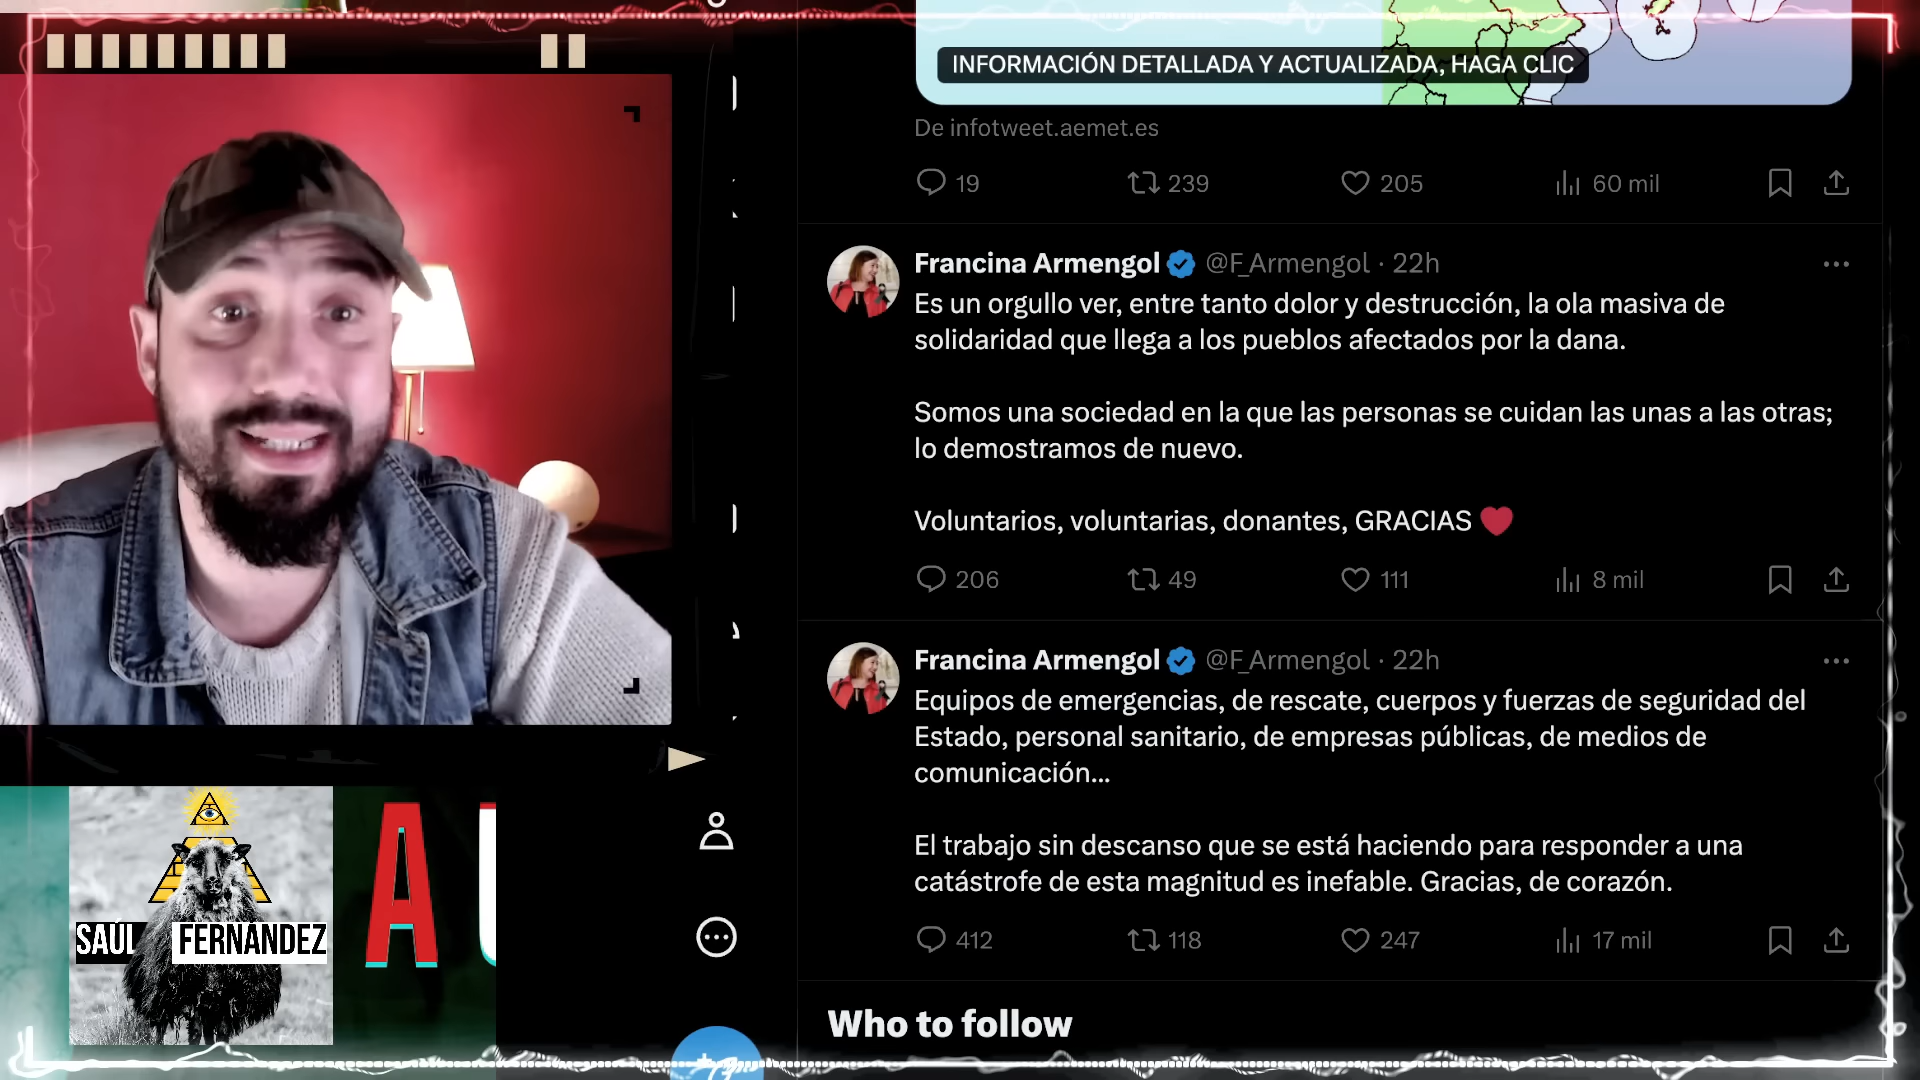 INFORMACIÓN DETALLADA Y ACTUALIZADA, HAGA CLIC
De infotweet.aemet.es
19 239 205 60 mil
Francina Armengol @F_Armengol · 22h
Es un orgullo ver, entre tanto dolor y destrucción, la ola masiva de
solidaridad que llega a los pueblos afectados por la dana.
Somos una sociedad en la que las personas se cuidan las unas a las otras;
lo demostramos de nuevo.
Voluntarios, voluntarias, donantes, GRACIAS ❤️
206 49 111 8 mil
Francina Armengol @F_Armengol · 22h
Equipos de emergencias, de rescate, cuerpos y fuerzas de seguridad del
Estado, personal sanitario, de empresas públicas, de medios de
comunicación...
El trabajo sin descanso que se está haciendo para responder a una
catástrofe de esta magnitud es inefable. Gracias, de corazón.
412 118 247 17 mil
Who to follow
SAÚL FERNÁNDEZ
A